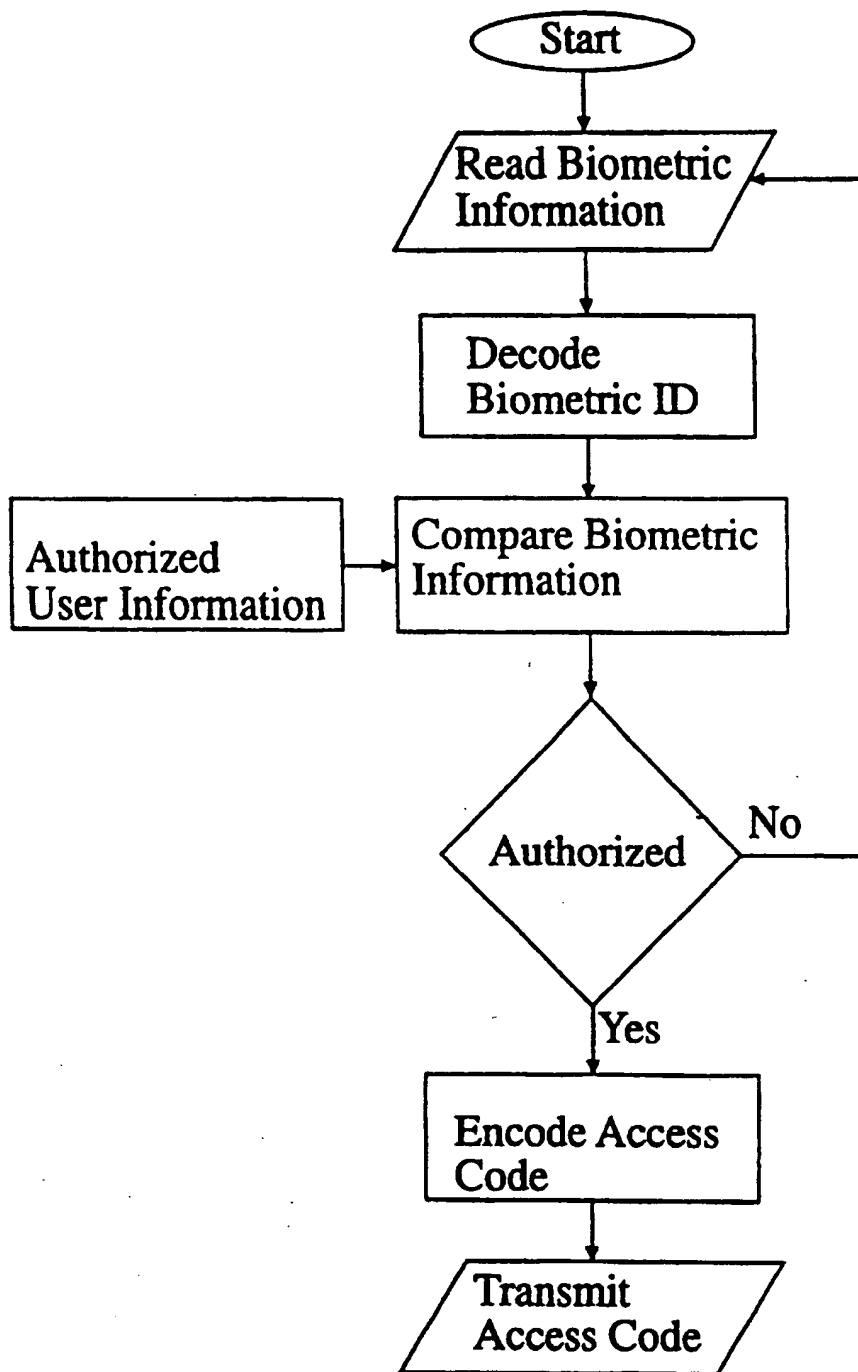 Start
Read Biometric
Information
Decode
Biometric ID
Authorized
User Information
Compare Biometric
Information
Authorized
No
Yes
Encode Access
Code
Transmit
Access Code